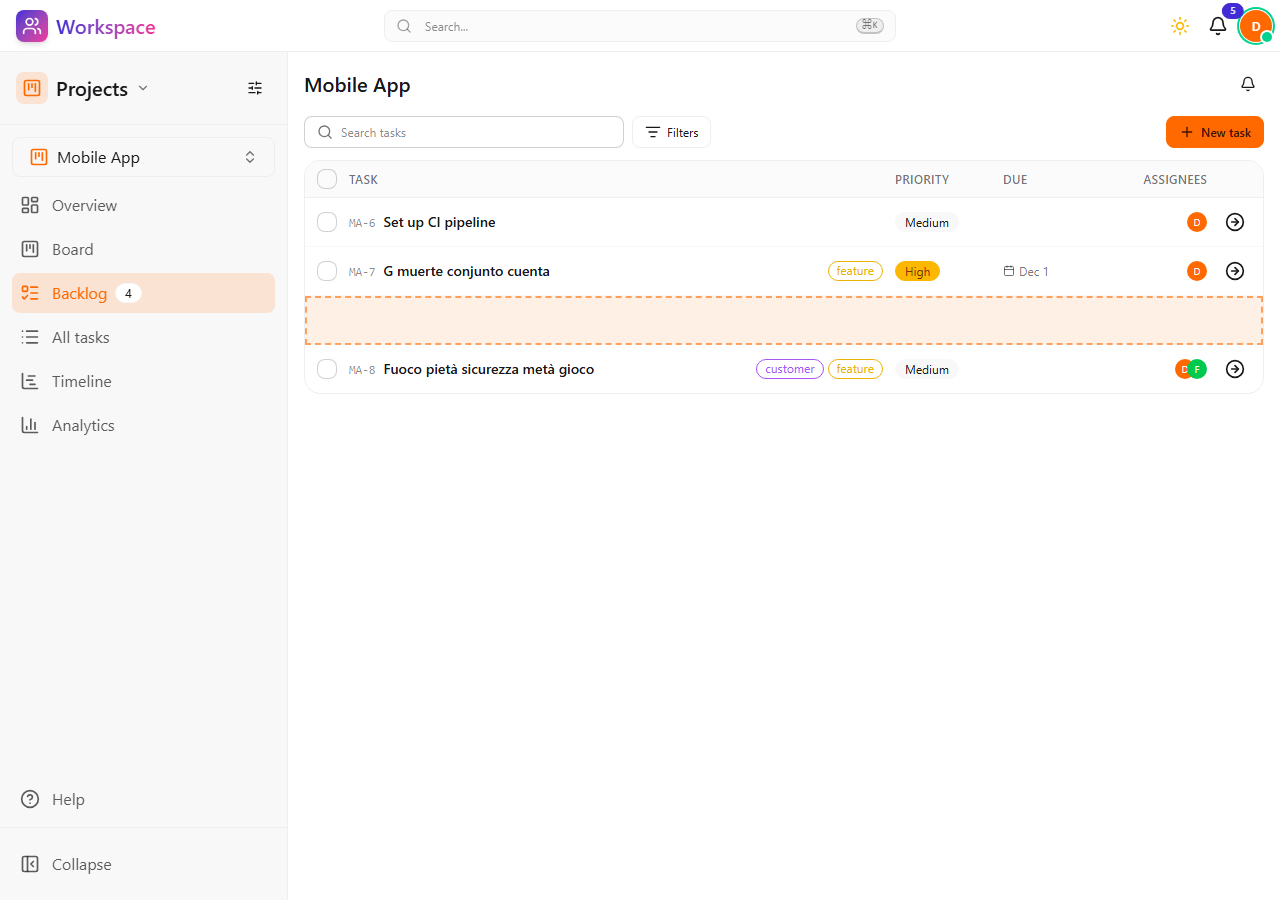 Workspace
Search...
⌘K
5
D
Projects
Mobile App
Overview
Board
Backlog 4
All tasks
Timeline
Analytics
Help
Collapse
Mobile App
Search tasks
Filters
New task
TASK PRIORITY DUE ASSIGNEES
MA-6 Set up CI pipeline Medium D
MA-7 G muerte conjunto cuenta feature High Dec 1 D
MA-8 Fuoco pietà sicurezza metà gioco customer feature Medium D F